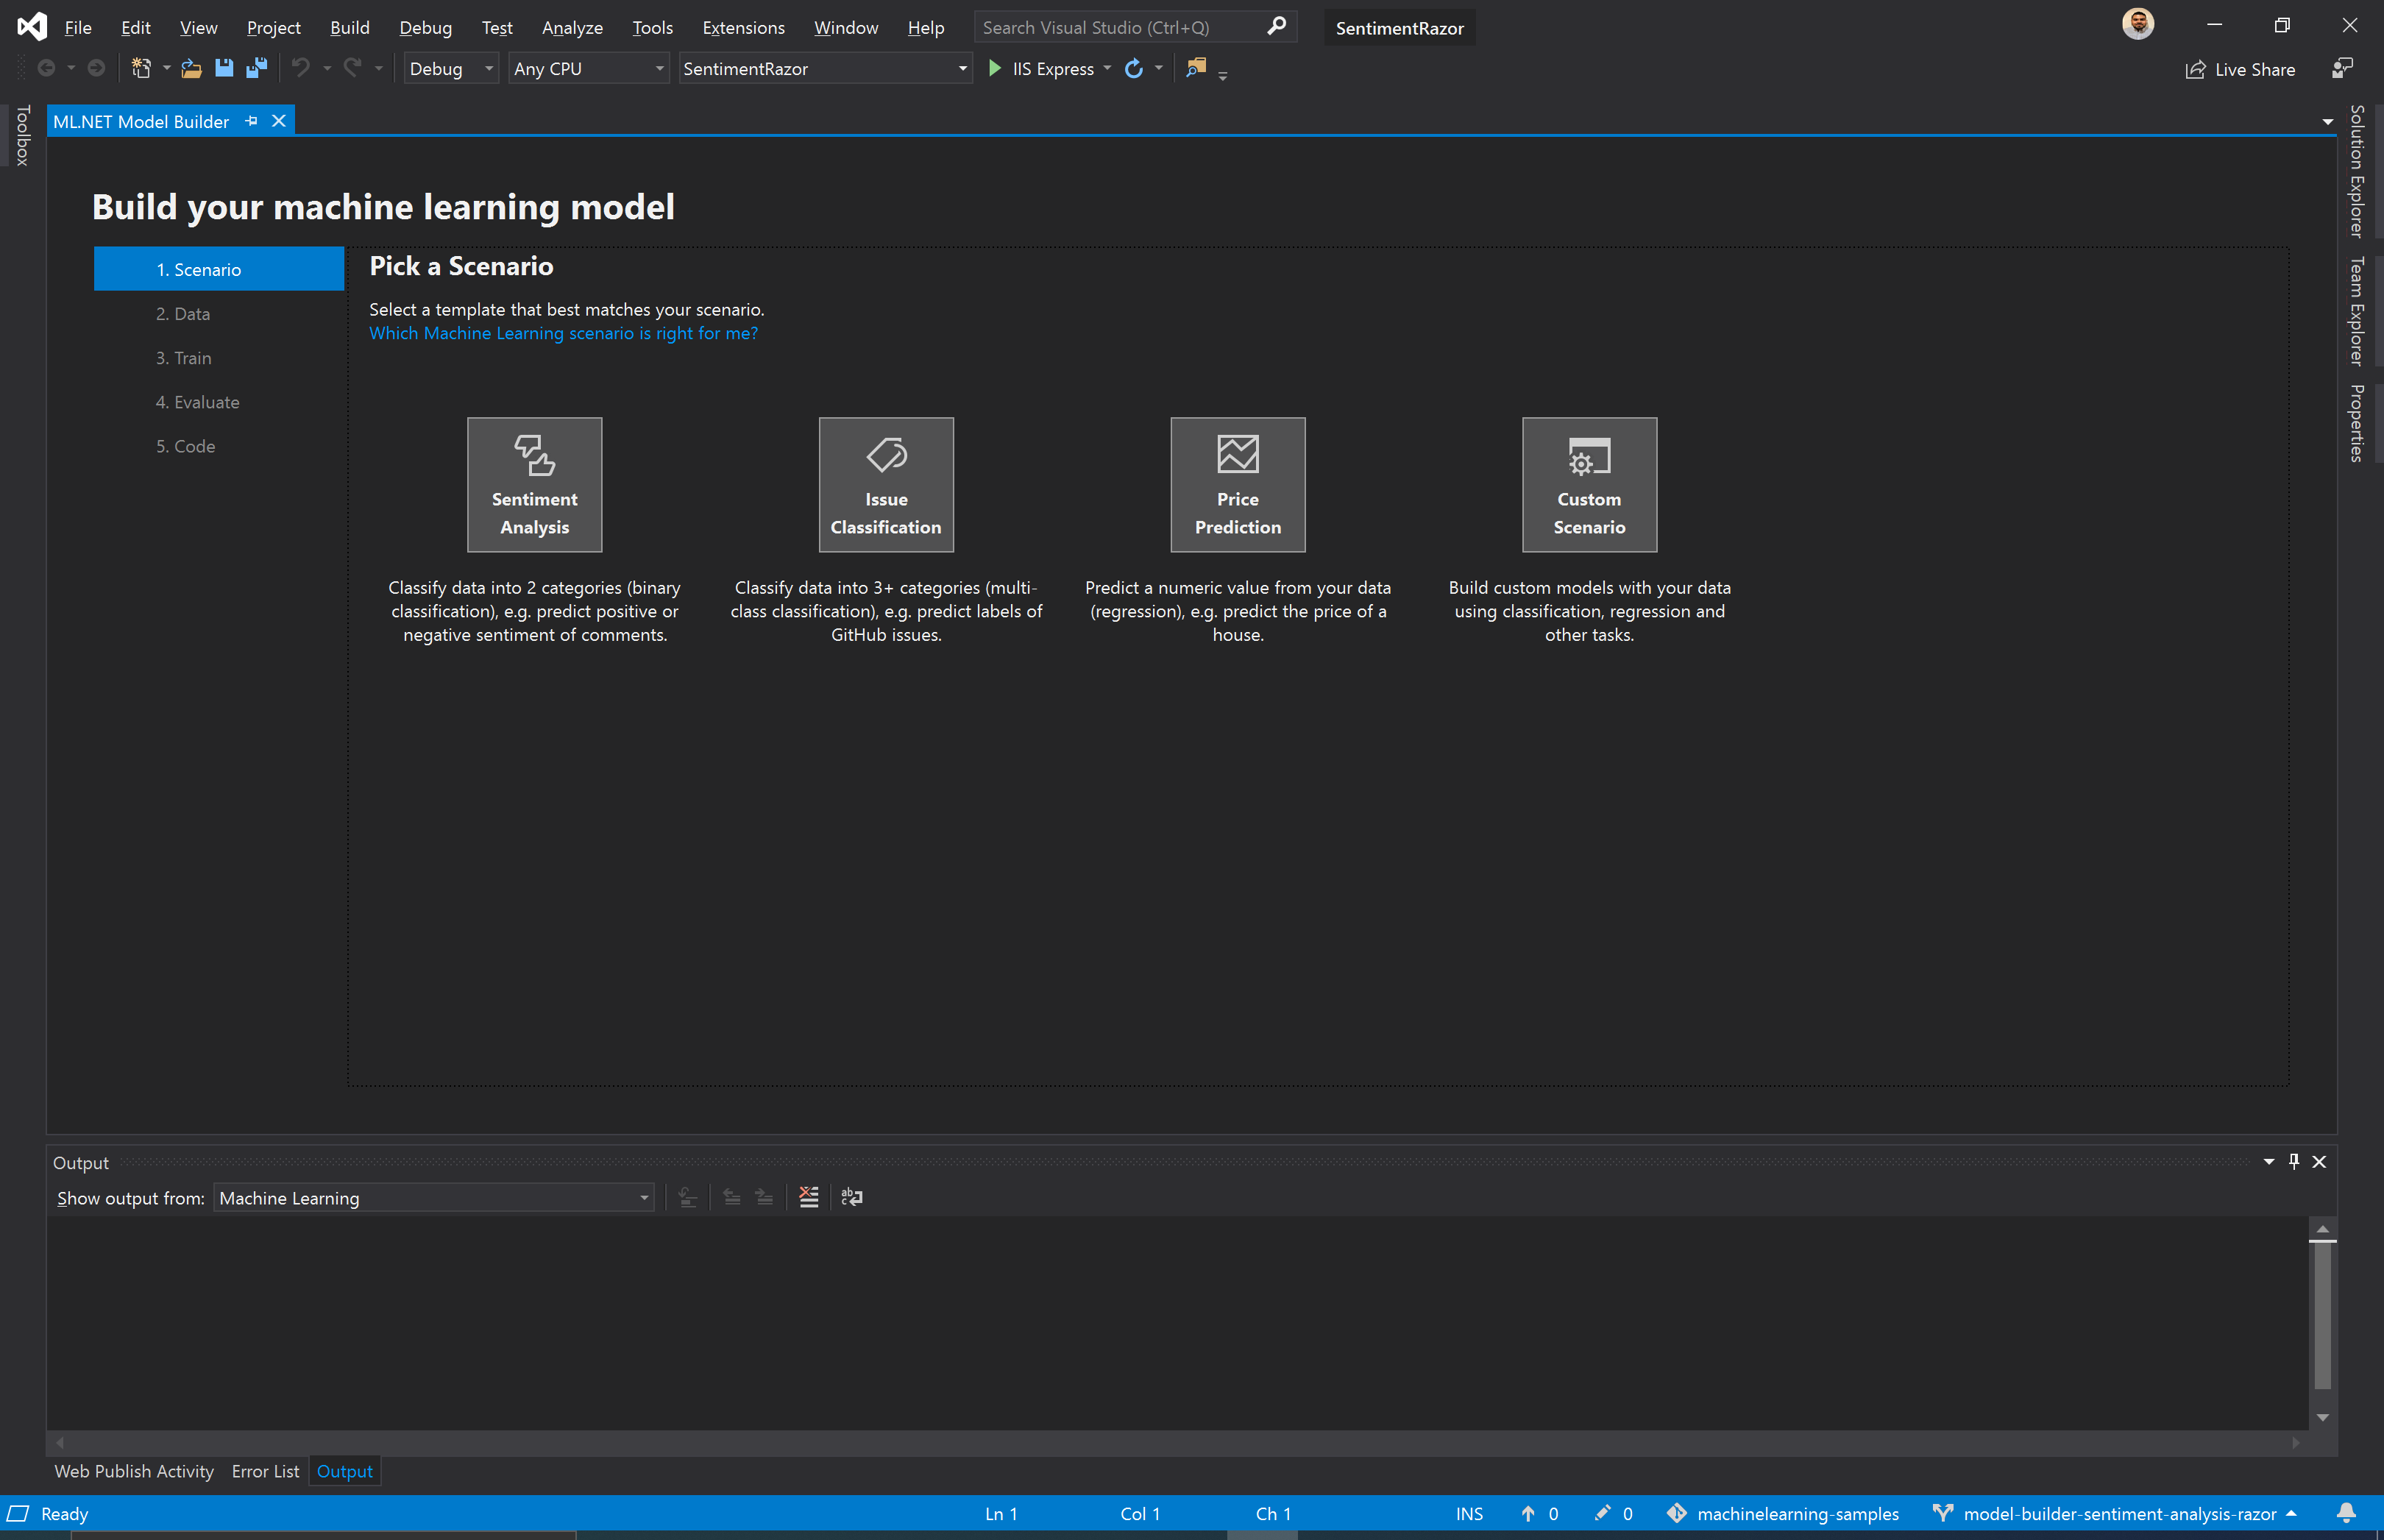 File Edit View Project Build Debug Test Analyze Tools Extensions Window Help Search Visual Studio (Ctrl+Q) SentimentRazor
Debug Any CPU SentimentRazor IIS Express Live Share
Toolbox
ML.NET Model Builder
Solution Explorer
Team Explorer
Properties
Build your machine learning model
1. Scenario
2. Data
3. Train
4. Evaluate
5. Code
Pick a Scenario
Select a template that best matches your scenario.
Which Machine Learning scenario is right for me?
Sentiment
Analysis
Classify data into 2 categories (binary
classification), e.g. predict positive or
negative sentiment of comments.
Issue
Classification
Classify data into 3+ categories (multi-
class classification), e.g. predict labels of
GitHub issues.
Price
Prediction
Predict a numeric value from your data
(regression), e.g. predict the price of a
house.
Custom
Scenario
Build custom models with your data
using classification, regression and
other tasks.
Output
Show output from: Machine Learning
Web Publish Activity Error List Output
Ready Ln 1 Col 1 Ch 1 INS 0 0 machinelearning-samples model-builder-sentiment-analysis-razor